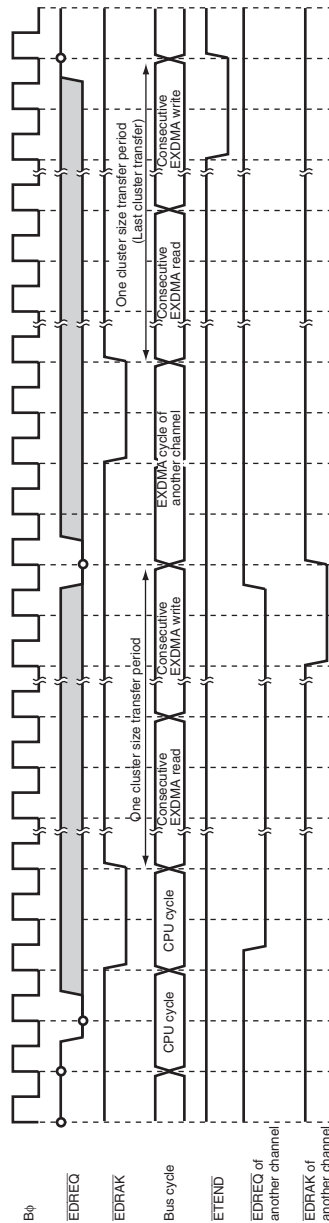 Bφ
EDREQ
EDRAK
Bus cycle
CPU cycle
CPU cycle
Consecutive
EXDMA read
Consecutive
EXDMA write
EXDMA cycle of
another channel
Consecutive
EXDMA read
Consecutive
EXDMA write
One cluster size transfer period
One cluster size transfer period
(Last cluster transfer)
ETEND
EDREQ of
another channel
EDRAK of
another channel